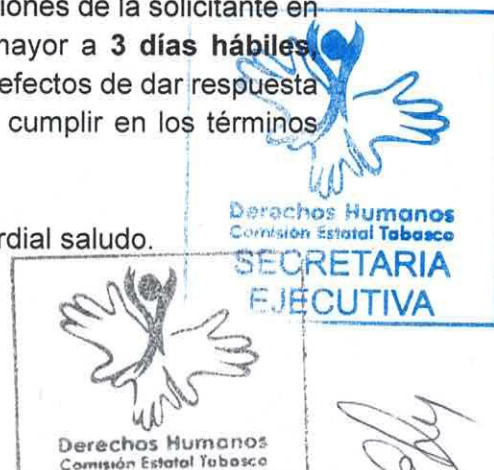 iones de la solicitante en
mayor a 3 días hábiles,
efectos de dar respuesta
cumplir en los términos
rdial saludo.
Derechos Humanos
Comisión Estatal Tabasco
SECRETARIA
EJECUTIVA
Derechos Humanos
Comisión Estatal Tabasco